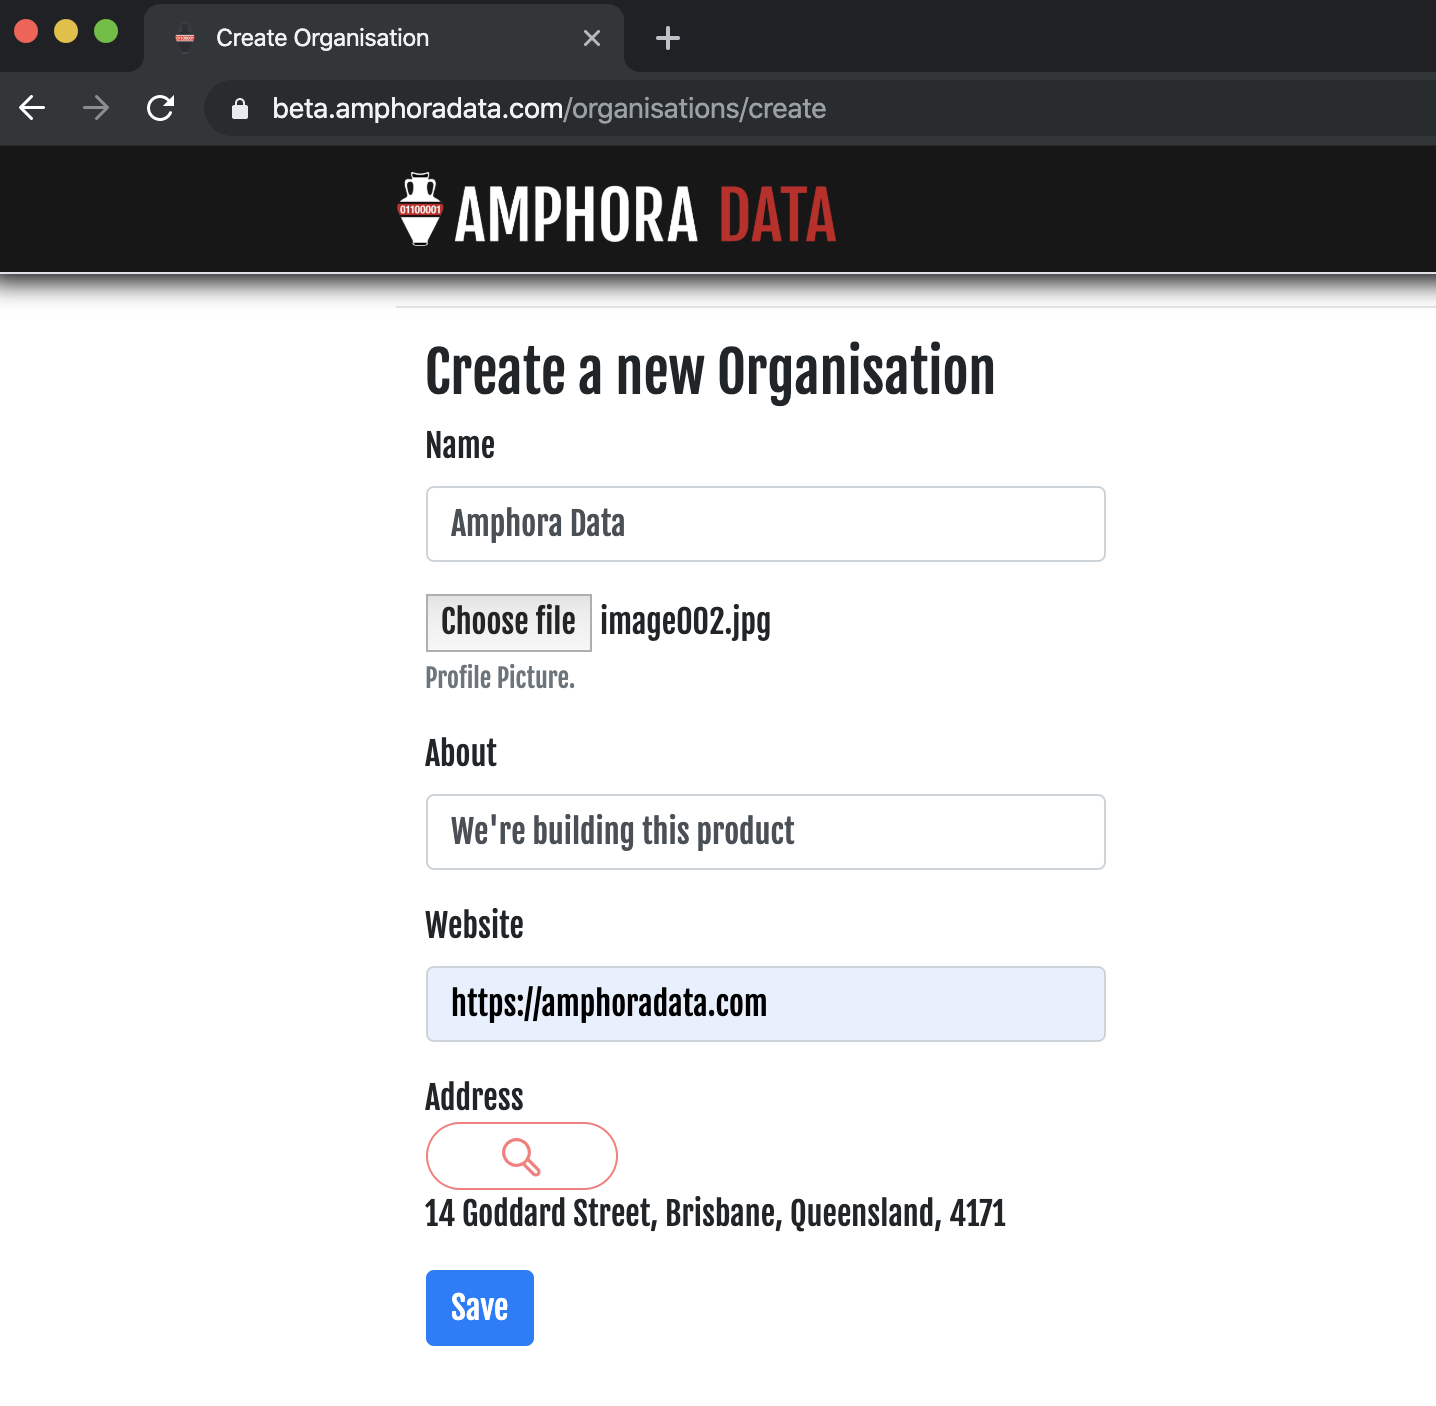 Create Organisation
beta.amphoradata.com/organisations/create
01100001 AMPHORA DATA
Create a new Organisation
Name
Amphora Data
Choose file image002.jpg
Profile Picture.
About
We're building this product
Website
https://amphoradata.com
Address
14 Goddard Street, Brisbane, Queensland, 4171
Save